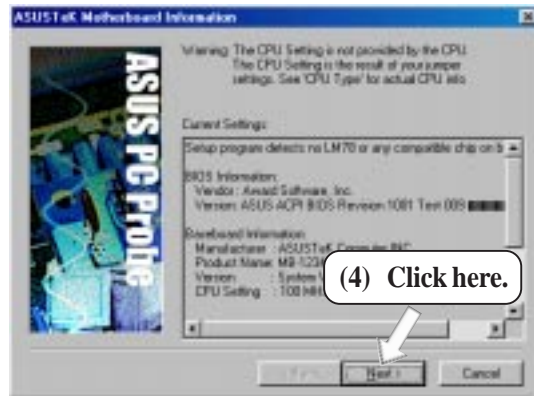 ASUSTeK Motherboard Information
ASUS PC Probe
Warning: The CPU Setting is not provided by the CPU.
The CPU Setting is the result of your jumper
settings. See 'CPU Type' for actual CPU info
Current Settings:
Setup program detects no LM78 or any compatible chip on b
BIOS Information:
Vendor: Award Software, Inc.
Version: ASUS ACPI BIOS Revision 1001 Test 009
Baseboard Information
Manufacturer : ASUSTeK Computer INC.
Product Name: MB-123
Version : System V
CPU Setting : 100 MH
(4) Click here.
Next >
Cancel